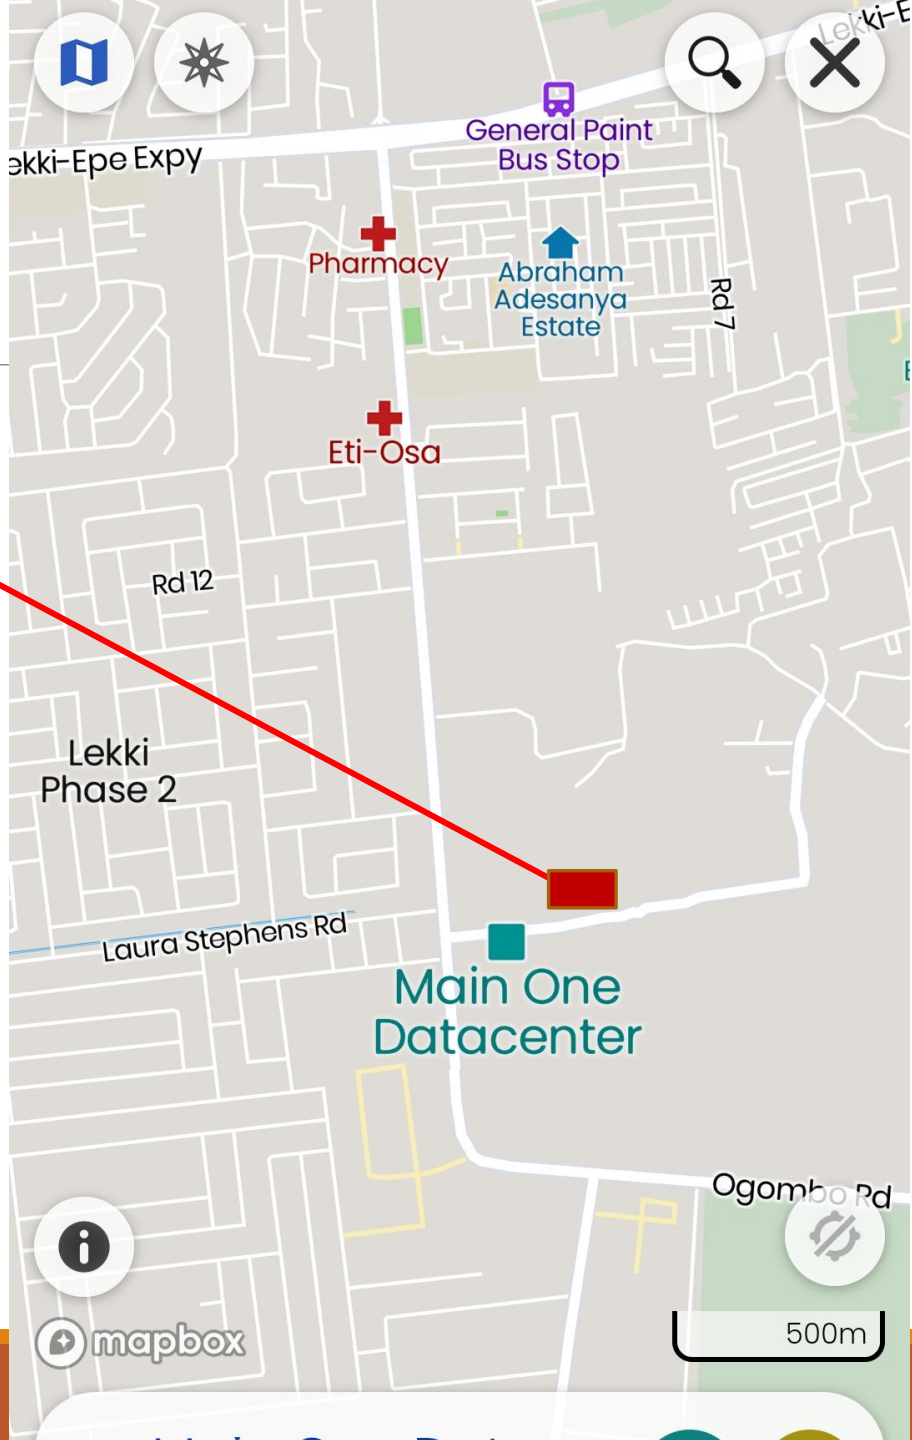 Lekki-E
General Paint
Bus Stop
ekki-Epe Expy
Pharmacy
Abraham
Adesanya
Estate
Rd 7
E
Eti-Osa
Rd 12
Lekki
Phase 2
Laura Stephens Rd
Main One
Datacenter
Ogombo Rd
mapbox
500m